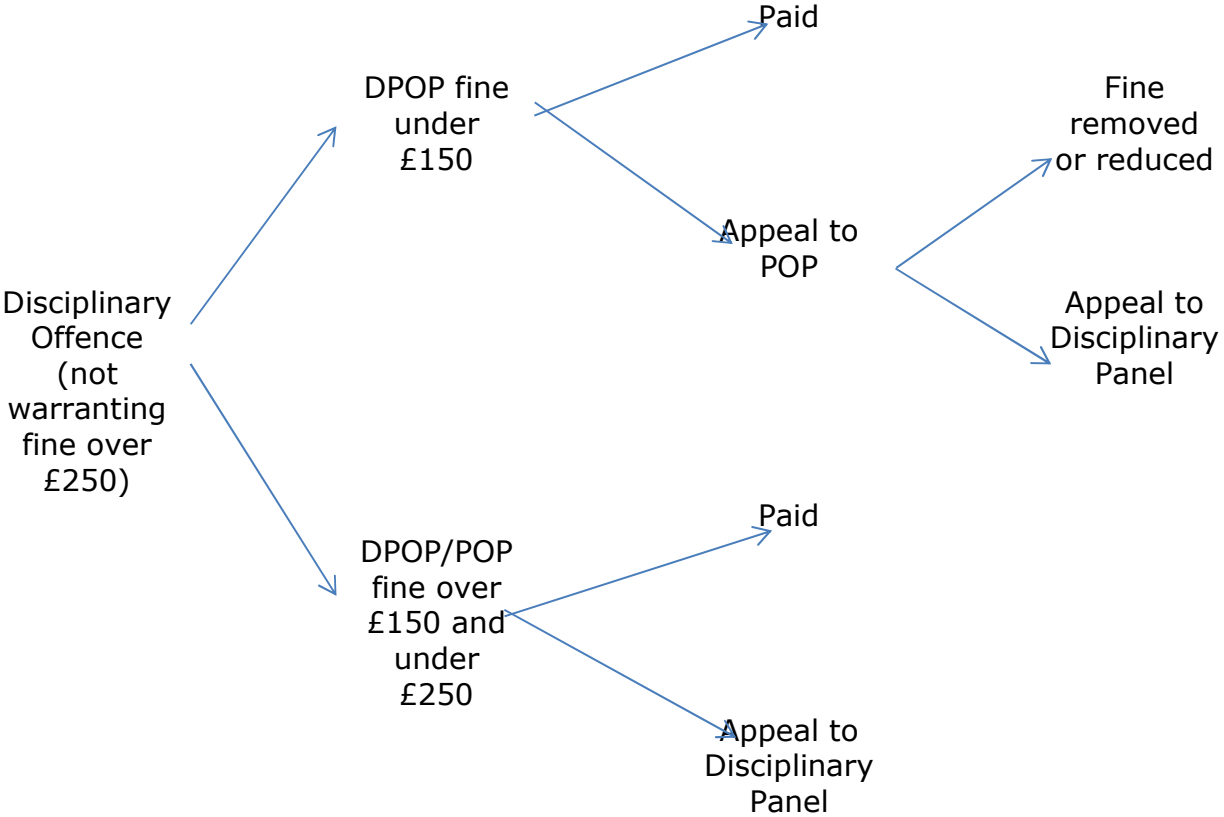 Disciplinary
Offence
(not
warranting
fine over
£250)
DPOP fine
under
£150
Paid
Appeal to
POP
Fine
removed
or reduced
Appeal to
Disciplinary
Panel
DPOP/POP
fine over
£150 and
under
£250
Paid
Appeal to
Disciplinary
Panel